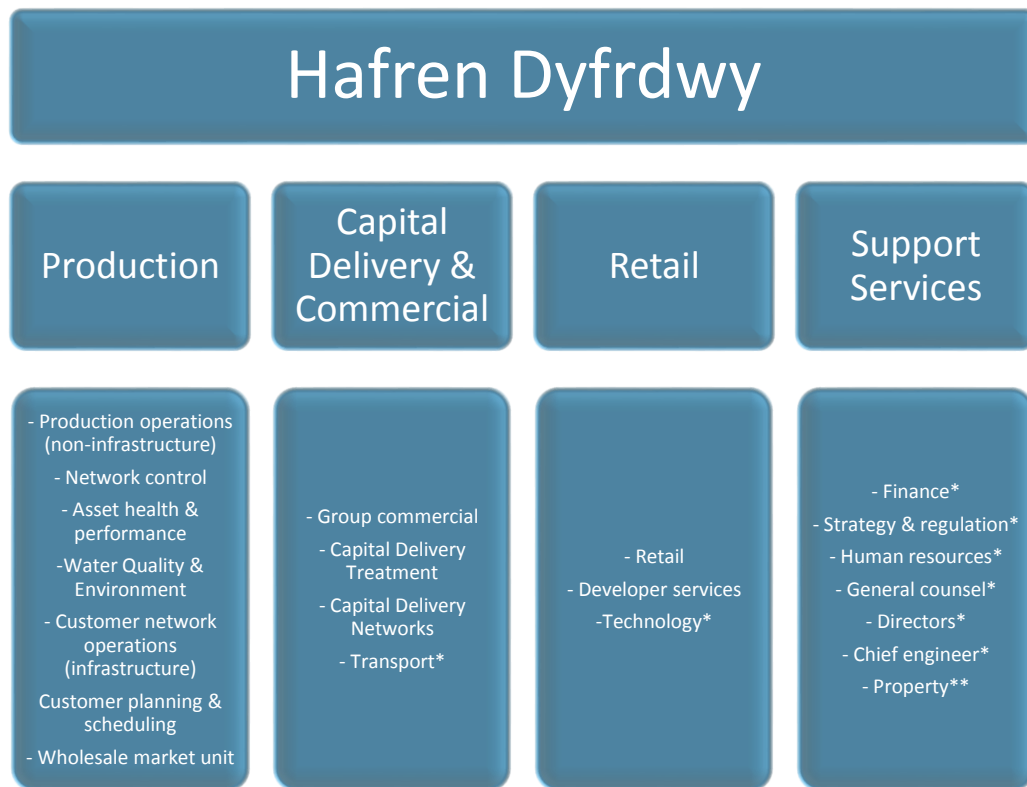 Hafren Dyfrdwy
Production
Capital
Delivery &
Commercial
Retail
Support
Services
- Production operations
(non-infrastructure)
- Network control
- Asset health &
performance
-Water Quality &
Environment
- Customer network
operations
(infrastructure)
Customer planning &
scheduling
- Wholesale market unit
- Group commercial
- Capital Delivery
Treatment
- Capital Delivery
Networks
- Transport*
- Retail
- Developer services
-Technology*
- Finance*
- Strategy & regulation*
- Human resources*
- General counsel*
- Directors*
- Chief engineer*
- Property**